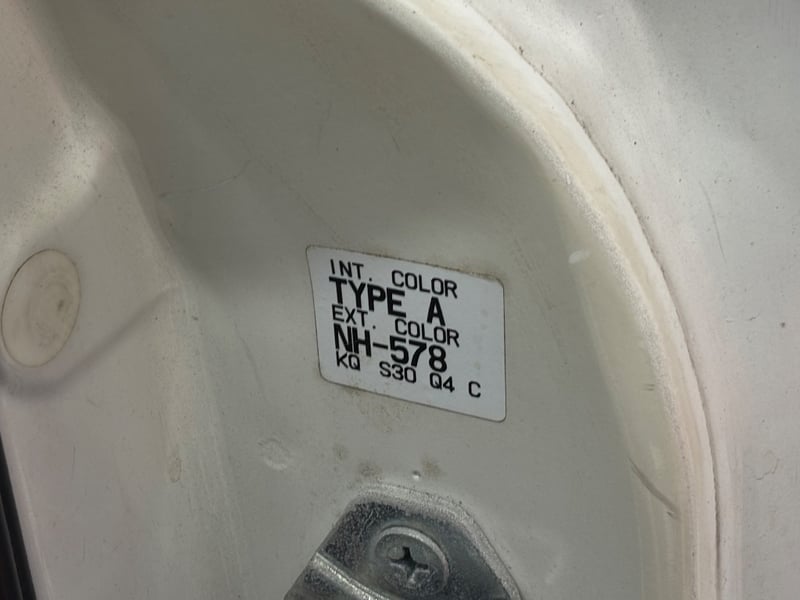 INT. COLOR
TYPE A
EXT. COLOR
NH-578
KQ S30 Q4 C